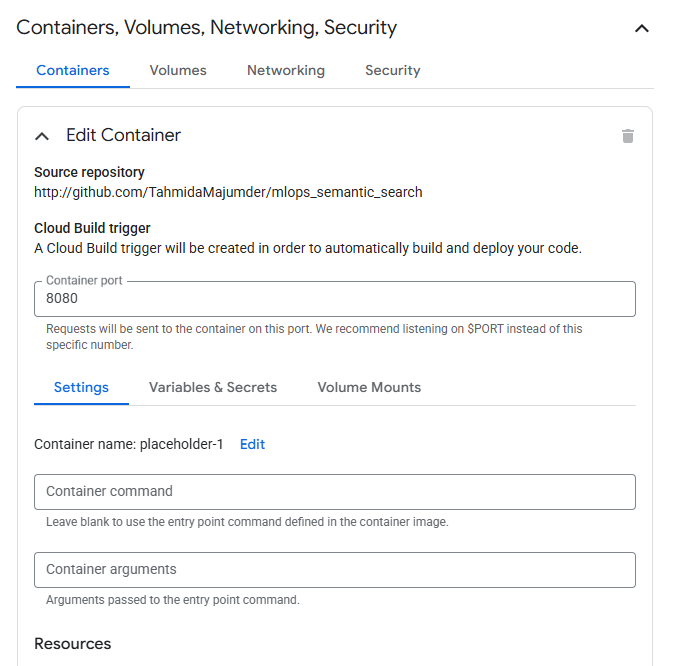 Containers, Volumes, Networking, Security
Containers Volumes Networking Security
Edit Container
Source repository
http://github.com/TahmidaMajumder/mlops_semantic_search
Cloud Build trigger
A Cloud Build trigger will be created in order to automatically build and deploy your code.
Container port
8080
Requests will be sent to the container on this port. We recommend listening on $PORT instead of this
specific number.
Settings Variables & Secrets Volume Mounts
Container name: placeholder-1 Edit
Container command
Leave blank to use the entry point command defined in the container image.
Container arguments
Arguments passed to the entry point command.
Resources